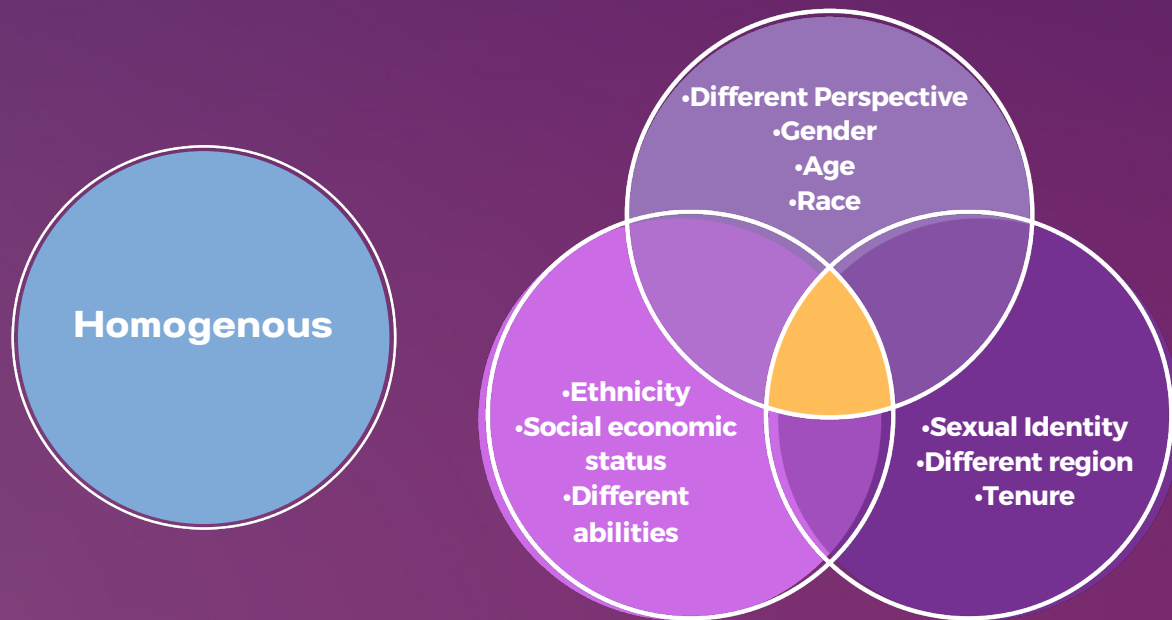 Homogenous
•Different Perspective
•Gender
•Age
•Race
•Ethnicity
•Social economic
status
•Different
abilities
•Sexual Identity
•Different region
•Tenure